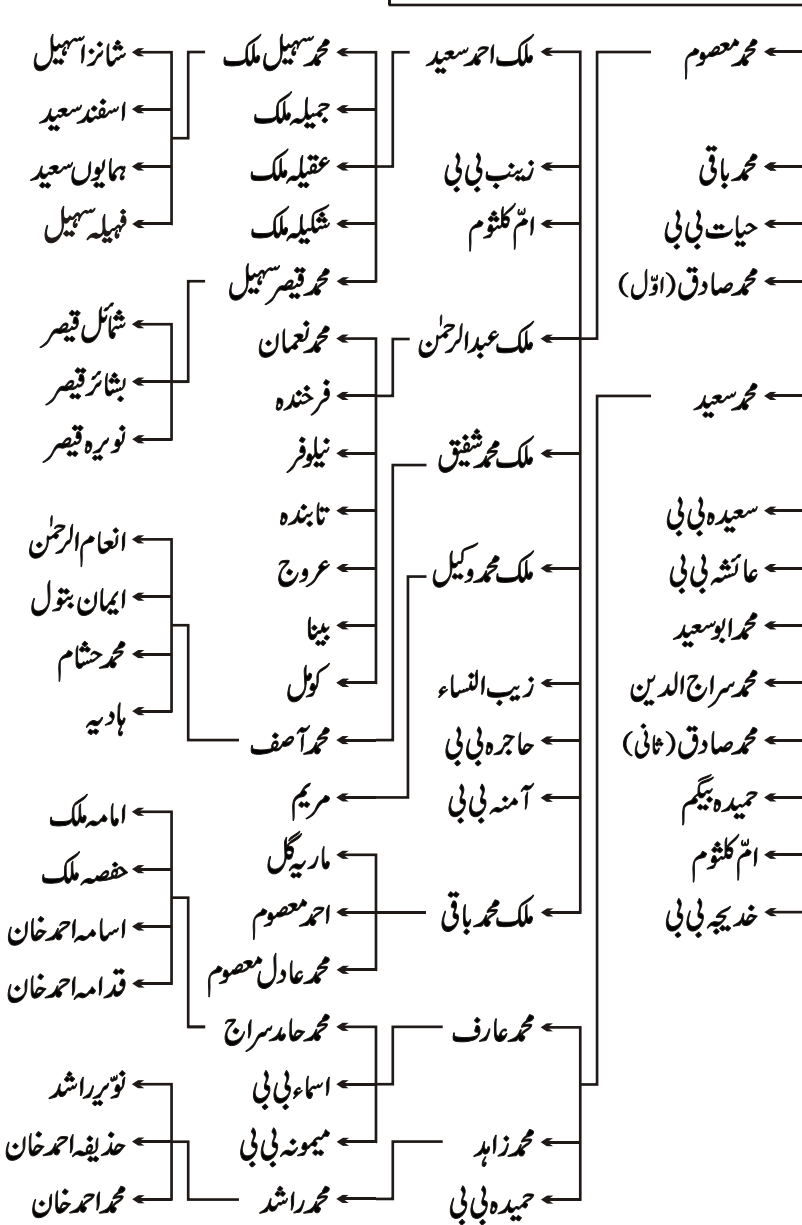 محمد معصوم
محمد باقی
حیات بی بی
محمد صادق (اوّل)
محمد سعید
سعیدہ بی بی
عائشہ بی بی
محمد ابو سعید
محمد سراج الدین
محمد صادق (ثانی)
حمیدہ بیگم
امّ کلثوم
خدیجہ بی بی
ملک احمد سعید
زینب بی بی
امّ کلثوم
ملک عبدالرحمٰن
ملک محمد شفیق
ملک محمد وکیل
زیب النساء
حاجرہ بی بی
آمنہ بی بی
ملک محمد باقی
محمد عارف
محمد زاہد
حمیدہ بی بی
محمد سہیل ملک
جمیلہ ملک
عقیلہ ملک
شکیلہ ملک
محمد قیصر سہیل
محمد نعمان
فرخندہ
نیلوفر
تابندہ
عروج
بینا
کومل
محمد آصف
مریم
ماریہ گل
احمد معصوم
محمد عادل معصوم
محمد حامد سراج
اسماء بی بی
میمونہ بی بی
محمد راشد
شانزا سہیل
اسفند سعید
ہمایوں سعید
فہیلہ سہیل
شمائل قیصر
بشائر قیصر
نویرہ قیصر
انعام الرحمٰن
ایمان بتول
محمد حشام
ہادیہ
امامہ ملک
حفصہ ملک
اسامہ احمد خان
قدامہ احمد خان
نوّیر راشد
حذیفہ احمد خان
محمد احمد خان